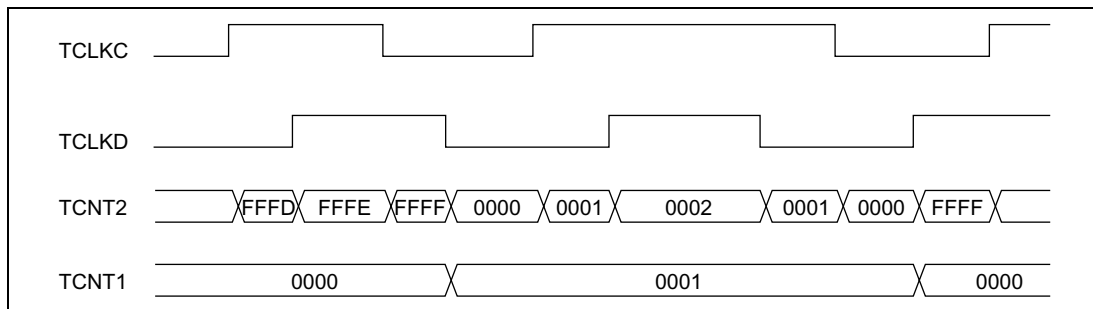 TCLKC
TCLKD
TCNT2 FFFD FFFE FFFF 0000 0001 0002 0001 0000 FFFF
TCNT1 0000 0001 0000